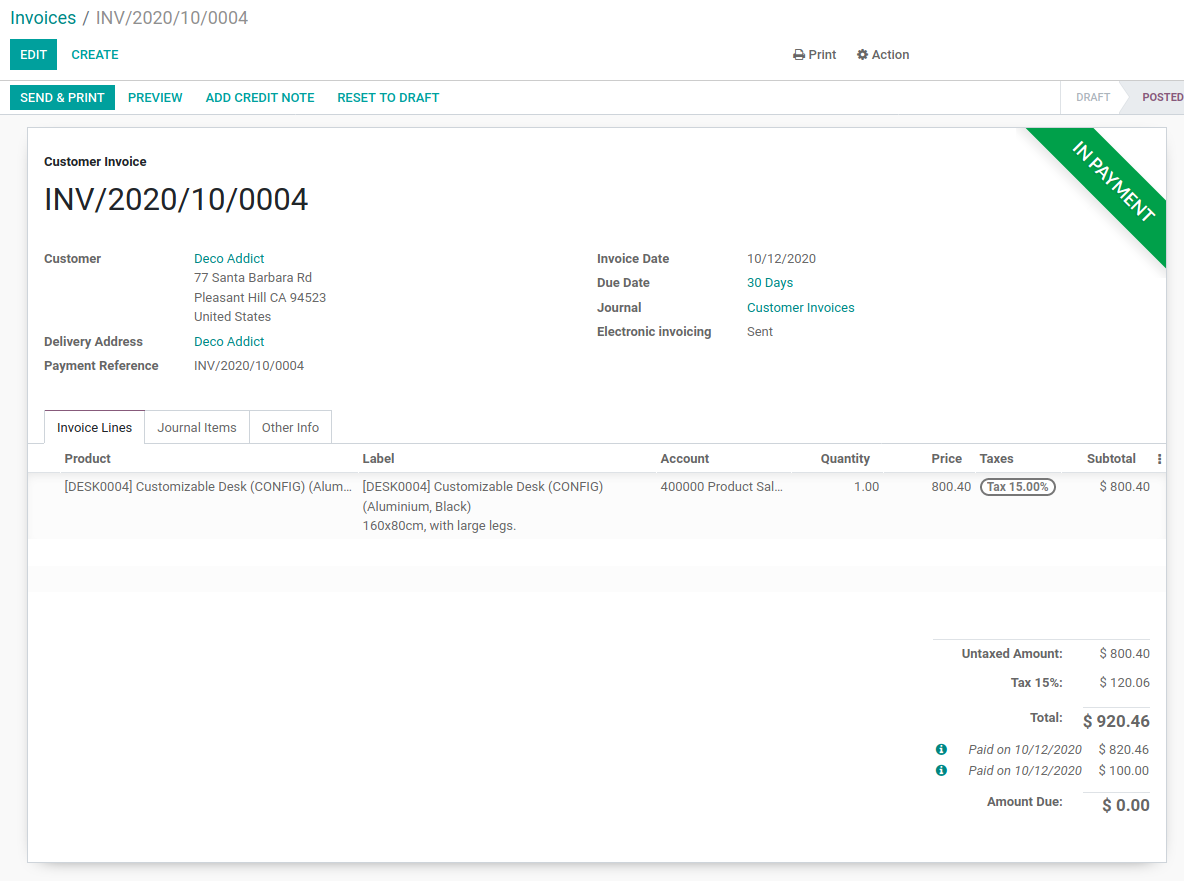 Invoices / INV/2020/10/0004
EDIT CREATE Print Action
SEND & PRINT PREVIEW ADD CREDIT NOTE RESET TO DRAFT DRAFT POSTED
IN PAYMENT
Customer Invoice
INV/2020/10/0004
Customer Deco Addict
77 Santa Barbara Rd
Pleasant Hill CA 94523
United States
Delivery Address Deco Addict
Payment Reference INV/2020/10/0004
Invoice Date 10/12/2020
Due Date 30 Days
Journal Customer Invoices
Electronic invoicing Sent
Invoice Lines Journal Items Other Info
Product Label Account Quantity Price Taxes Subtotal
[DESK0004] Customizable Desk (CONFIG) (Alum... [DESK0004] Customizable Desk (CONFIG) 400000 Product Sal... 1.00 800.40 Tax 15.00% $ 800.40
(Aluminium, Black)
160x80cm, with large legs.
Untaxed Amount: $ 800.40
Tax 15%: $ 120.06
Total: $ 920.46
Paid on 10/12/2020 $ 820.46
Paid on 10/12/2020 $ 100.00
Amount Due: $ 0.00